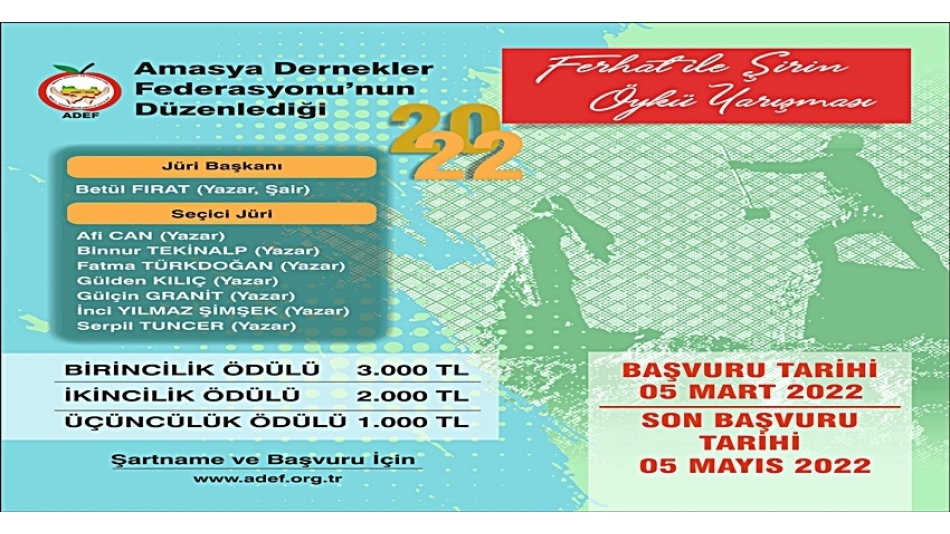 ADEF
Amasya Dernekler
Federasyonu'nun
Düzenlediği
2022
Ferhat ile Şirin
Öykü Yarışması
Jüri Başkanı
Betül FIRAT (Yazar, Şair)
Seçici Jüri
Afi CAN (Yazar)
Binnur TEKİNALP (Yazar)
Fatma TÜRKDOĞAN (Yazar)
Gülden KILIÇ (Yazar)
Gülçin GRANİT (Yazar)
İnci YILMAZ ŞİMŞEK (Yazar)
Serpil TUNCER (Yazar)
BİRİNCİLİK ÖDÜLÜ 3.000 TL
İKİNCİLİK ÖDÜLÜ 2.000 TL
ÜÇÜNCÜLÜK ÖDÜLÜ 1.000 TL
Şartname ve Başvuru İçin
www.adef.org.tr
BAŞVURU TARİHİ
05 MART 2022
SON BAŞVURU
TARİHİ
05 MAYIS 2022